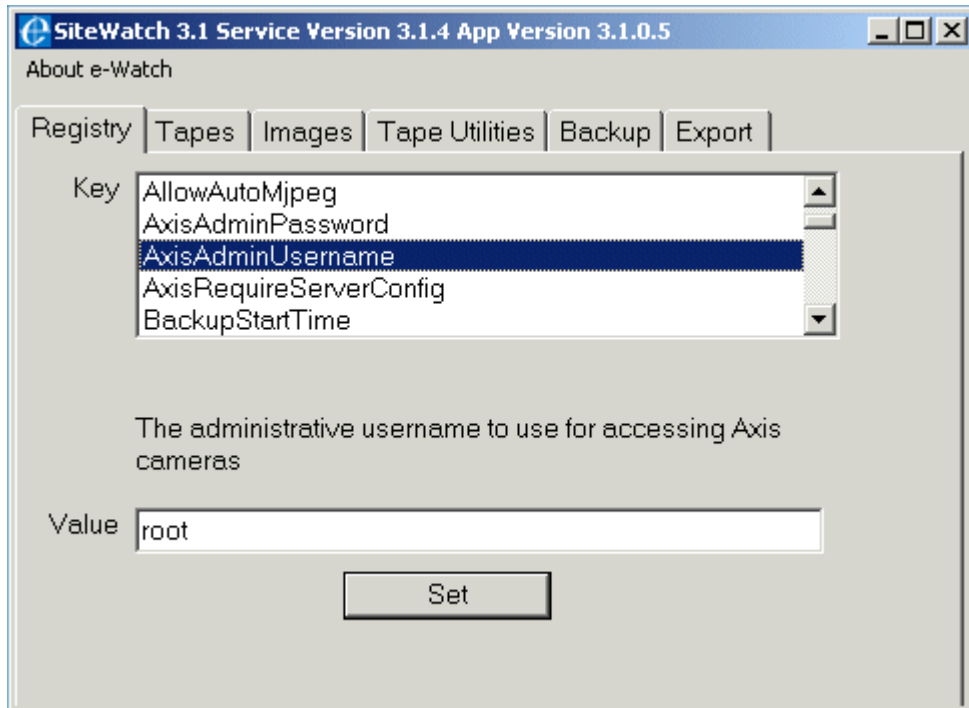 SiteWatch 3.1 Service Version 3.1.4 App Version 3.1.0.5
About e-Watch
Registry Tapes Images Tape Utilities Backup Export
Key
AllowAutoMjpeg
AxisAdminPassword
AxisAdminUsername
AxisRequireServerConfig
BackupStartTime
The administrative username to use for accessing Axis
cameras
Value root
Set